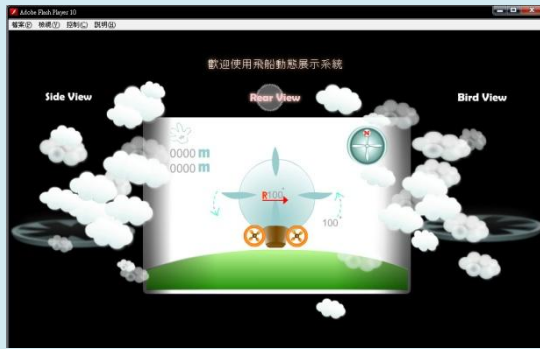 Adobe Flash Player 10
檔案(F) 檢視(V) 控制(C) 說明(H)
歡迎使用飛船動態展示系統
Side View Rear View Bird View
N
0000 m
0000 m
R100°
100°